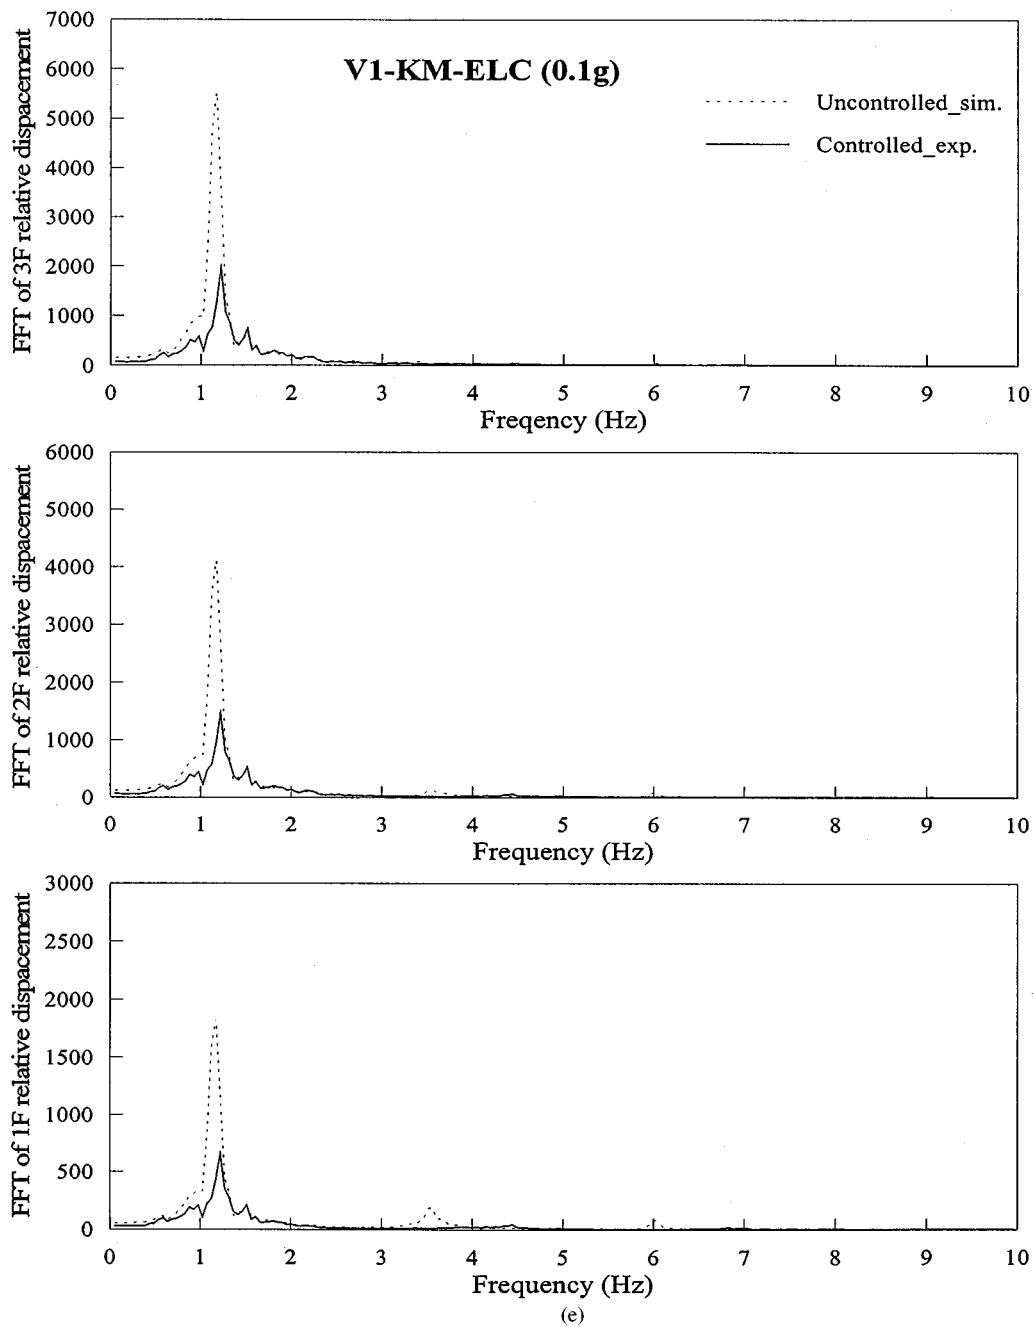 7000
6000
5000
4000
3000
2000
1000
0
FFT of 3F relative dispacement
V1-KM-ELC (0.1g)
Uncontrolled_sim.
Controlled_exp.
0 1 2 3 4 5 6 7 8 9 10
Freqency (Hz)
6000
5000
4000
3000
2000
1000
0
FFT of 2F relative dispacement
0 1 2 3 4 5 6 7 8 9 10
Frequency (Hz)
3000
2500
2000
1500
1000
500
0
FFT of 1F relative dispacement
0 1 2 3 4 5 6 7 8 9 10
Frequency (Hz)
(e)